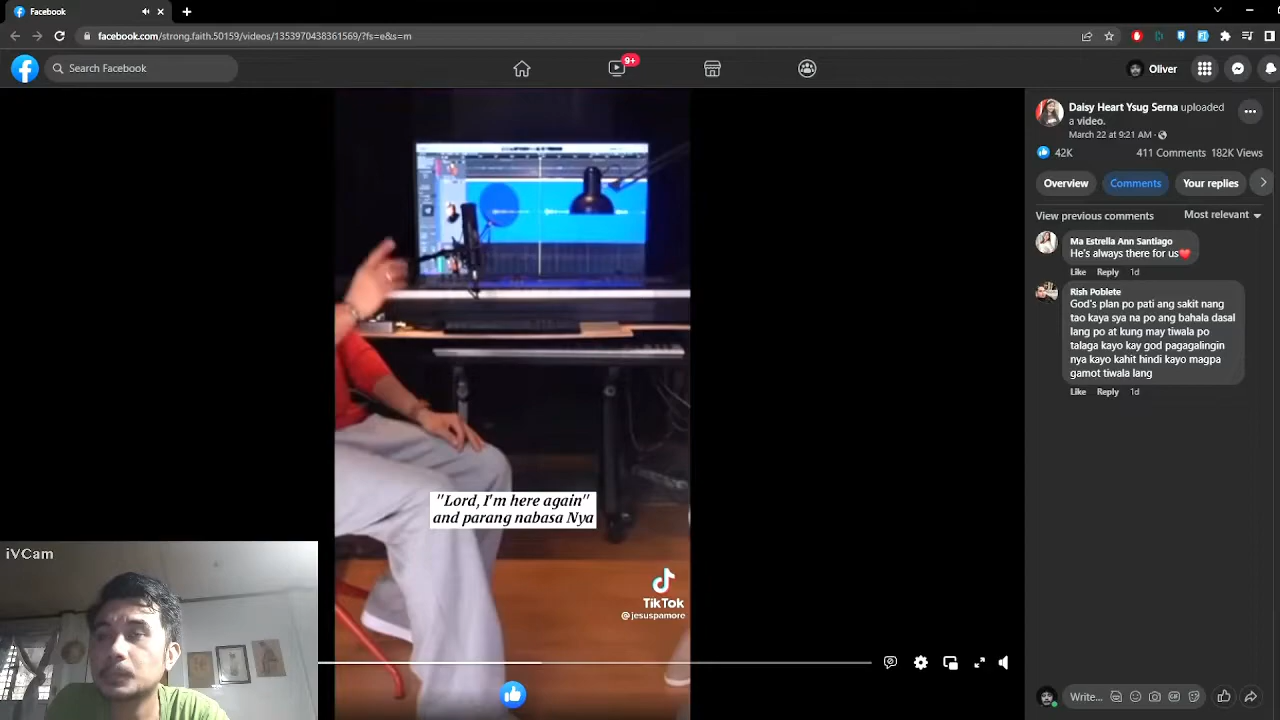 Facebook
facebook.com/strong.faith.50159/videos/1353970438361569/?fs=e&s=m
Search Facebook
9+
Oliver
Daisy Heart Ysug Serna uploaded
a video.
March 22 at 9:21 AM ·
42K
411 Comments 182K Views
Overview
Comments
Your replies
View previous comments
Most relevant
Ma Estrella Ann Santiago
He's always there for us
Like Reply 1d
Rish Poblete
God's plan po pati ang sakit nang
tao kaya sya na po ang bahala dasal
lang po at kung may tiwala po
talaga kayo kay god pagagalingin
nya kayo kahit hindi kayo magpa
gamot tiwala lang
Like Reply 1d
"Lord, I'm here again"
and parang nabasa Nya
TikTok
@jesuspamore
iVCam
Write...
GIF